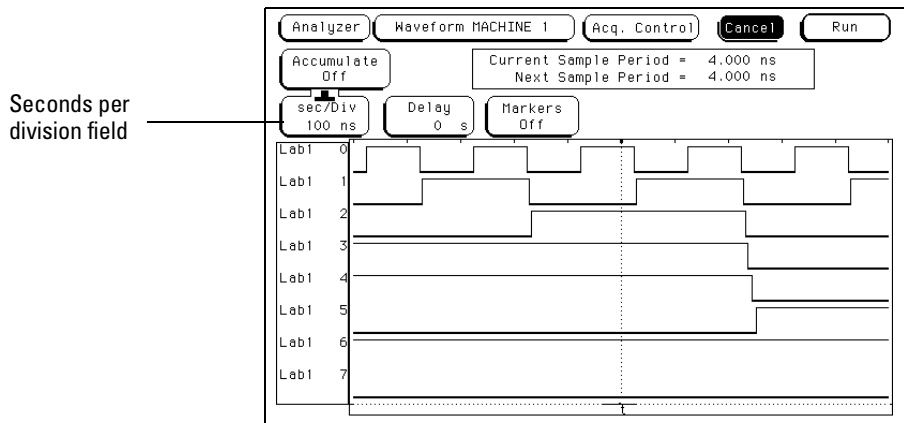 Analyzer Waveform MACHINE 1 Acq. Control Cancel Run
Accumulate Off
Current Sample Period = 4.000 ns
Next Sample Period = 4.000 ns
Seconds per division field
sec/Div 100 ns
Delay 0 s
Markers Off
Lab1 0
Lab1 1
Lab1 2
Lab1 3
Lab1 4
Lab1 5
Lab1 6
Lab1 7
t